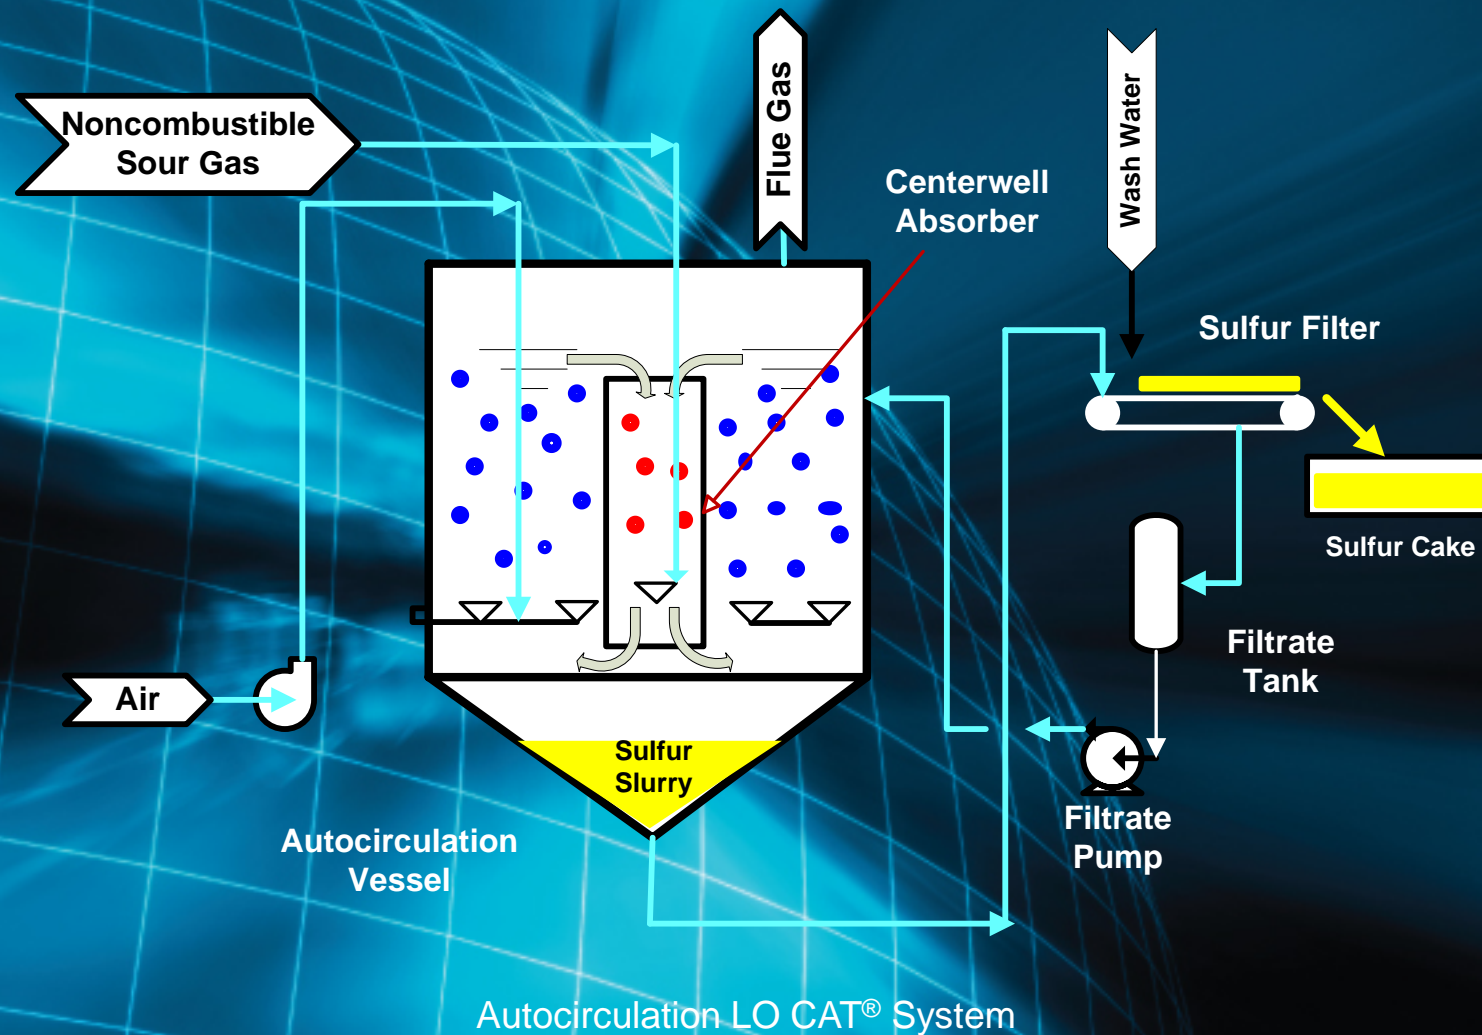 Noncombustible
Sour Gas
Flue Gas
Wash Water
Centerwell
Absorber
Sulfur Filter
Sulfur Cake
Air
Filtrate
Tank
Sulfur
Slurry
Filtrate
Pump
Autocirculation
Vessel
Autocirculation LO CAT® System